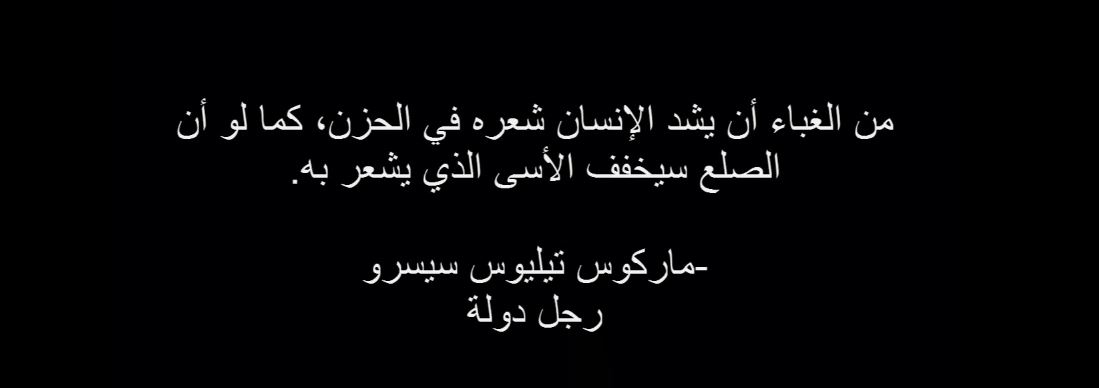 من الغباء أن يشد الإنسان شعره في الحزن، كما لو أن
الصلع سيخفف الأسى الذي يشعر به.
-ماركوس تيليوس سيسرو
رجل دولة